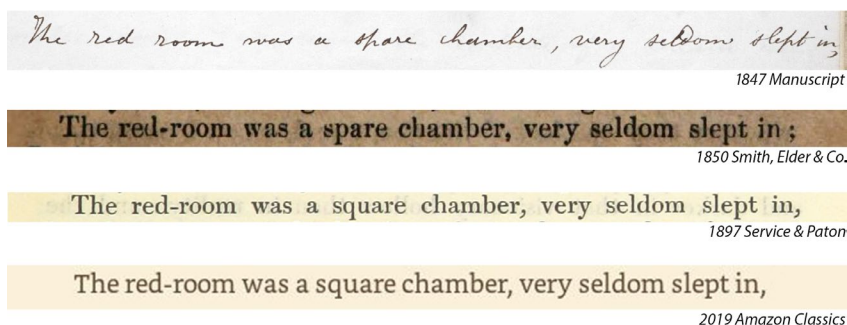 The red room was a spare chamber, very seldom slept in,
1847 Manuscript
The red-room was a spare chamber, very seldom slept in ;
1850 Smith, Elder & Co.
The red-room was a square chamber, very seldom slept in,
1897 Service & Paton
The red-room was a square chamber, very seldom slept in,
2019 Amazon Classics